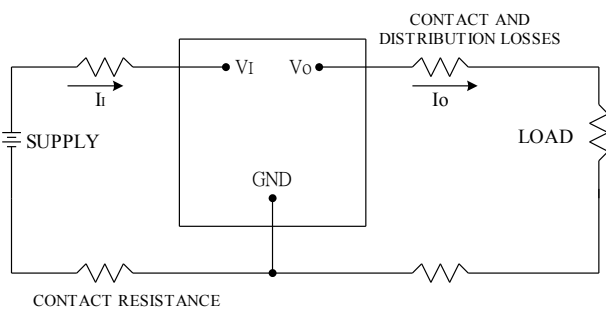 CONTACT AND
DISTRIBUTION LOSSES
VI
VO
II
IO
SUPPLY
LOAD
GND
CONTACT RESISTANCE